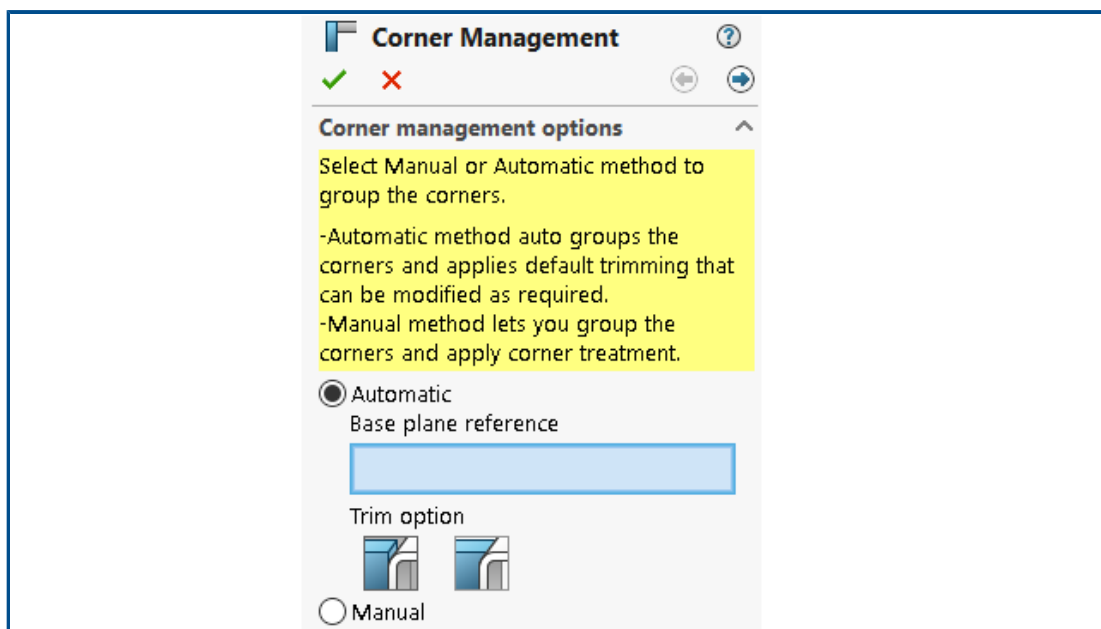 Corner Management
Corner management options
Select Manual or Automatic method to
group the corners.
-Automatic method auto groups the
corners and applies default trimming that
can be modified as required.
-Manual method lets you group the
corners and apply corner treatment.
Automatic
Base plane reference
Trim option
Manual